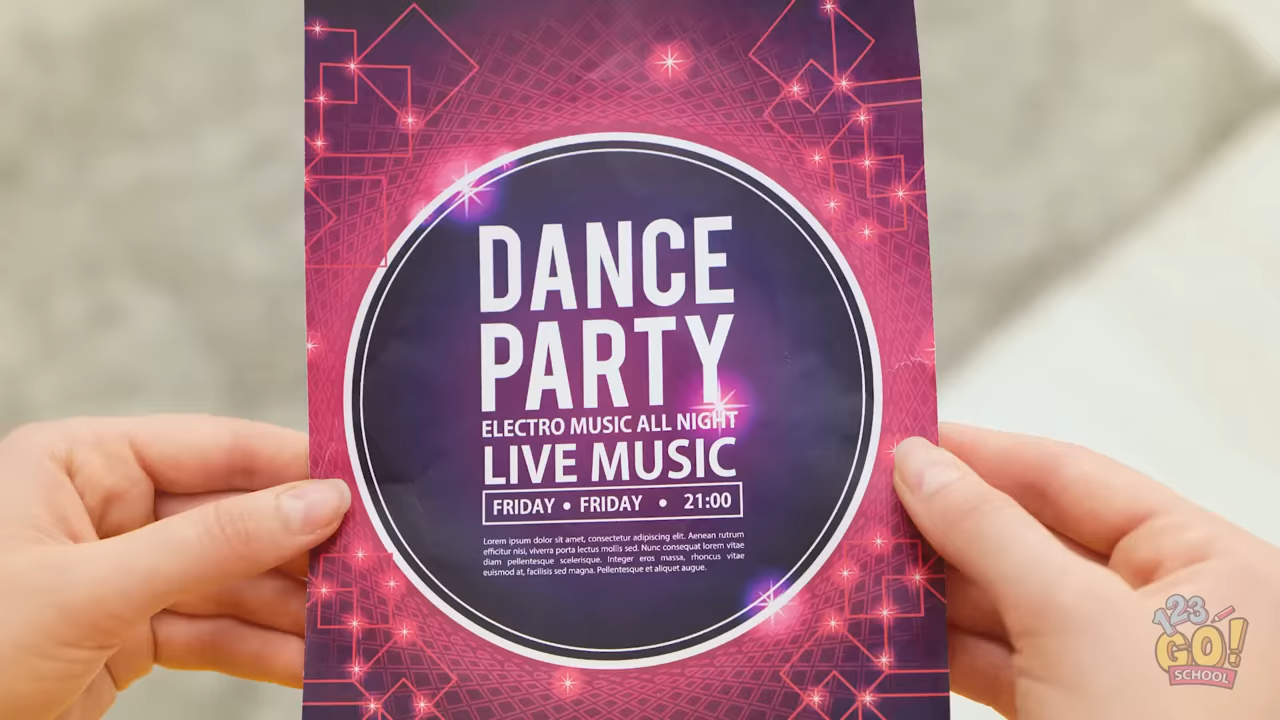 DANCE
PARTY
ELECTRO MUSIC ALL NIGHT
LIVE MUSIC
FRIDAY • FRIDAY • 21:00
Lorem ipsum dolor sit amet, consectetur adipiscing elit. Aenean rutrum
efficitur nisi, viverra porta lectus mollis sed. Nunc consequat lorem vitae
diam pellentesque scelerisque. Integer eros massa, rhoncus vitae
euismod at, facilisis sed magna. Pellentesque et aliquet augue.
123
GO!
SCHOOL